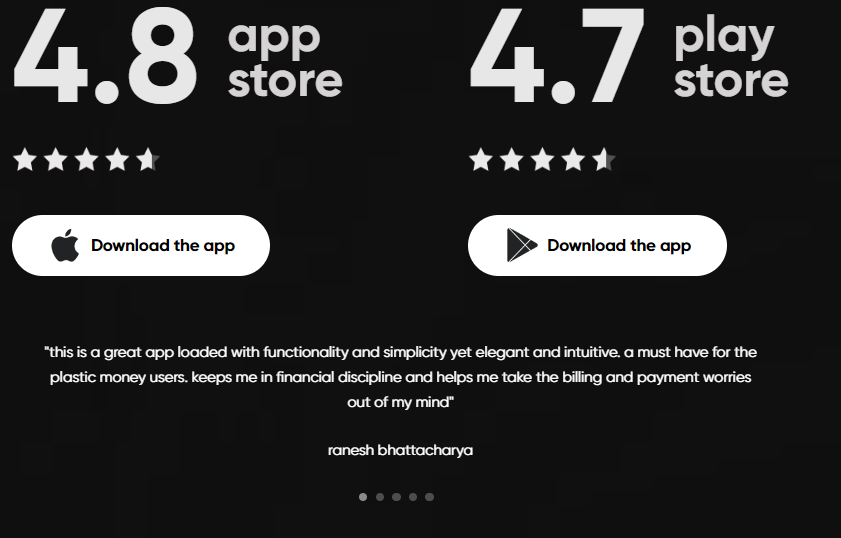 4.8 app store
4.7 play store
Download the app
Download the app
"this is a great app loaded with functionality and simplicity yet elegant and intuitive. a must have for the
plastic money users. keeps me in financial discipline and helps me take the billing and payment worries
out of my mind"
ranesh bhattacharya